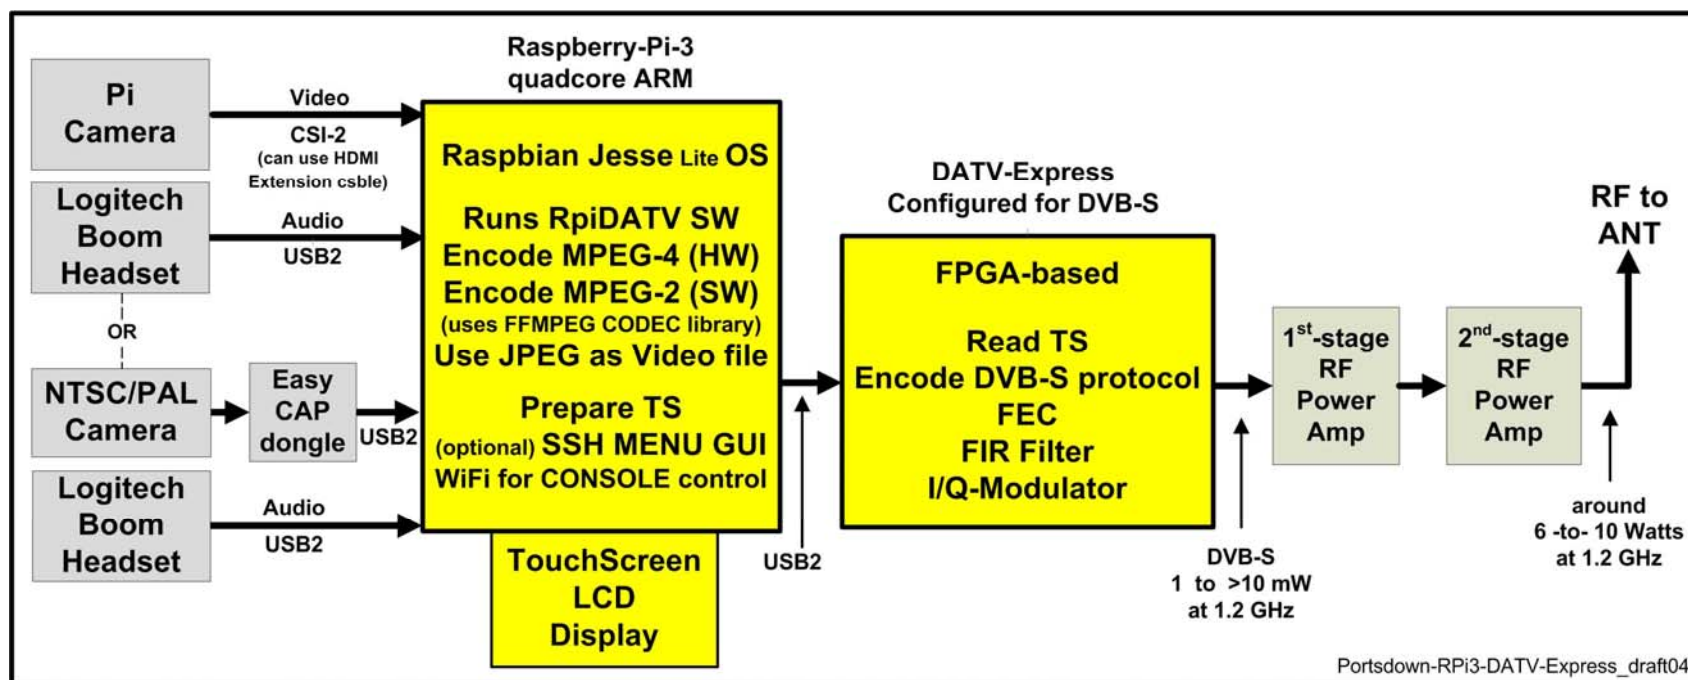 Raspberry-Pi-3
quadcore ARM
Pi
Camera
Video
CSI-2
(can use HDMI
Extension csble)
Logitech
Boom
Headset
Audio
USB2
OR
NTSC/PAL
Camera
Easy
CAP
dongle
USB2
Logitech
Boom
Headset
Audio
USB2
Raspbian Jesse Lite OS
Runs RpiDATV SW
Encode MPEG-4 (HW)
Encode MPEG-2 (SW)
(uses FFMPEG CODEC library)
Use JPEG as Video file
Prepare TS
(optional) SSH MENU GUI
WiFi for CONSOLE control
TouchScreen
LCD
Display
USB2
DATV-Express
Configured for DVB-S
FPGA-based
Read TS
Encode DVB-S protocol
FEC
FIR Filter
I/Q-Modulator
DVB-S
1 to >10 mW
at 1.2 GHz
1st-stage
RF
Power
Amp
2nd-stage
RF
Power
Amp
RF to
ANT
around
6 -to- 10 Watts
at 1.2 GHz
Portsdown-RPi3-DATV-Express_draft04